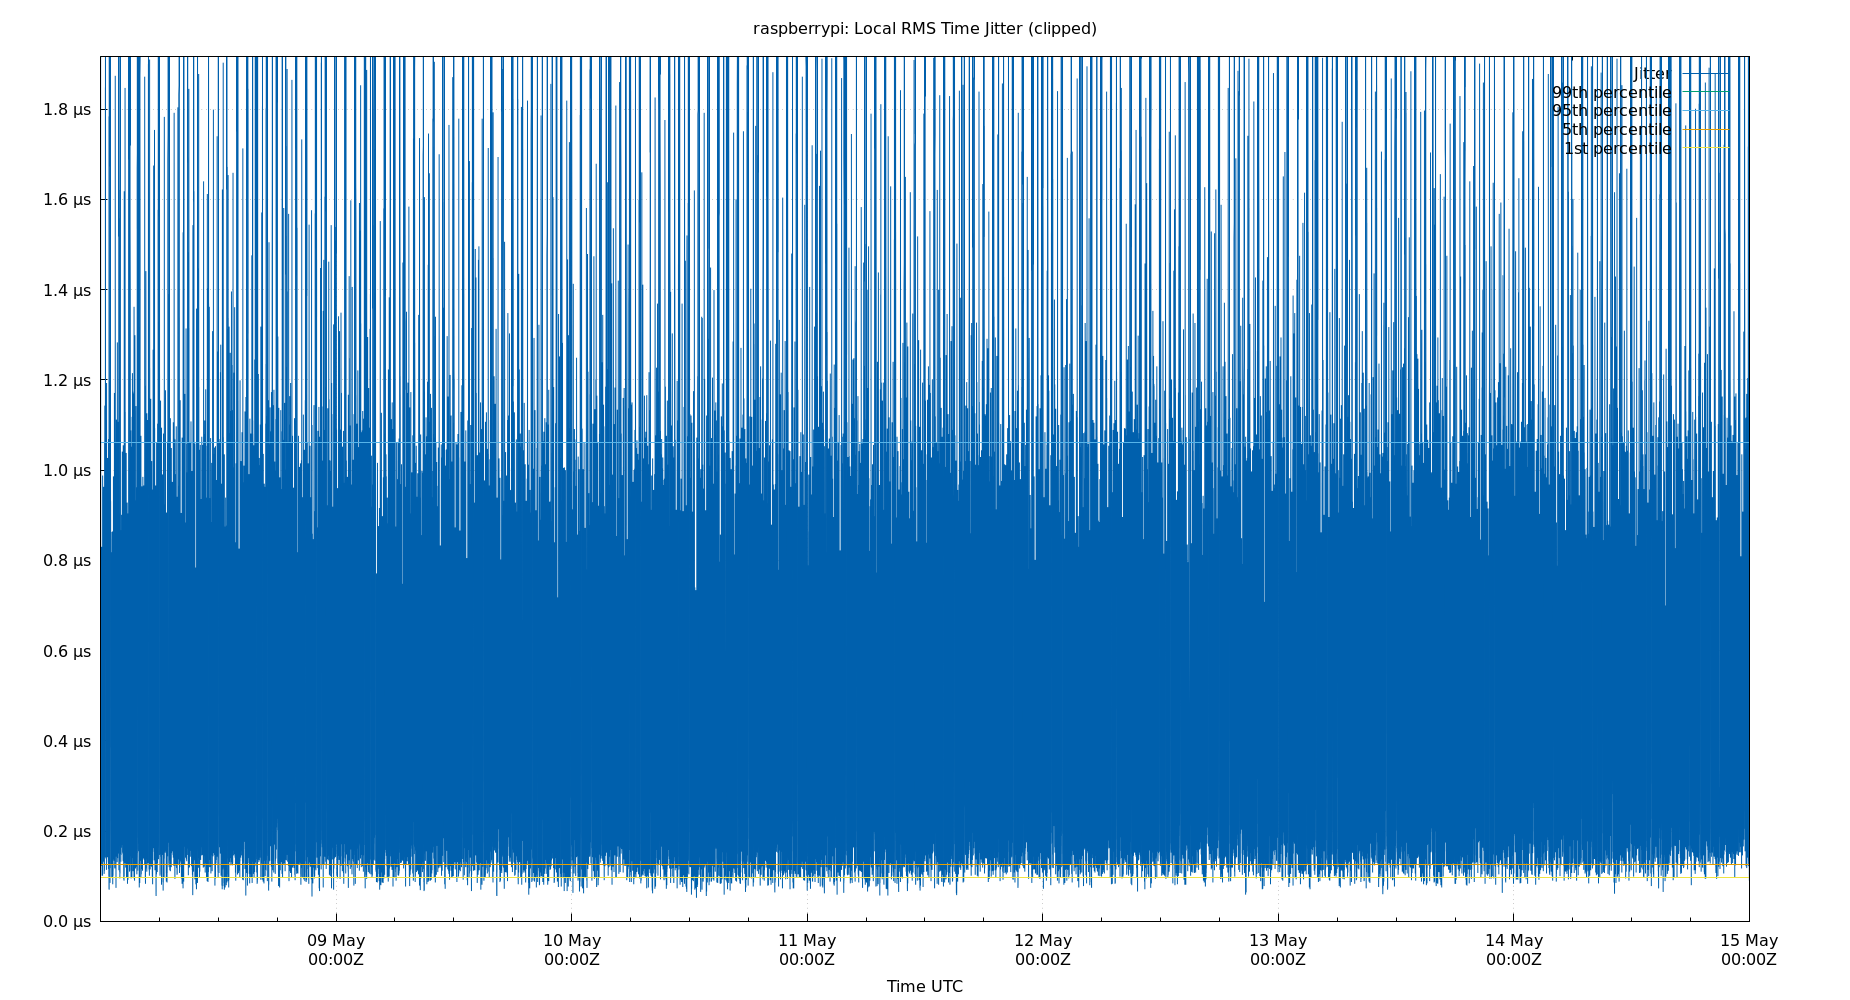 raspberrypi: Local RMS Time Jitter (clipped)
Jitter
99th percentile
95th percentile
5th percentile
1st percentile
1.8 µs
1.6 µs
1.4 µs
1.2 µs
1.0 µs
0.8 µs
0.6 µs
0.4 µs
0.2 µs
0.0 µs
09 May 10 May 11 May 12 May 13 May 14 May 15 May
00:00Z 00:00Z 00:00Z 00:00Z 00:00Z 00:00Z 00:00Z
Time UTC